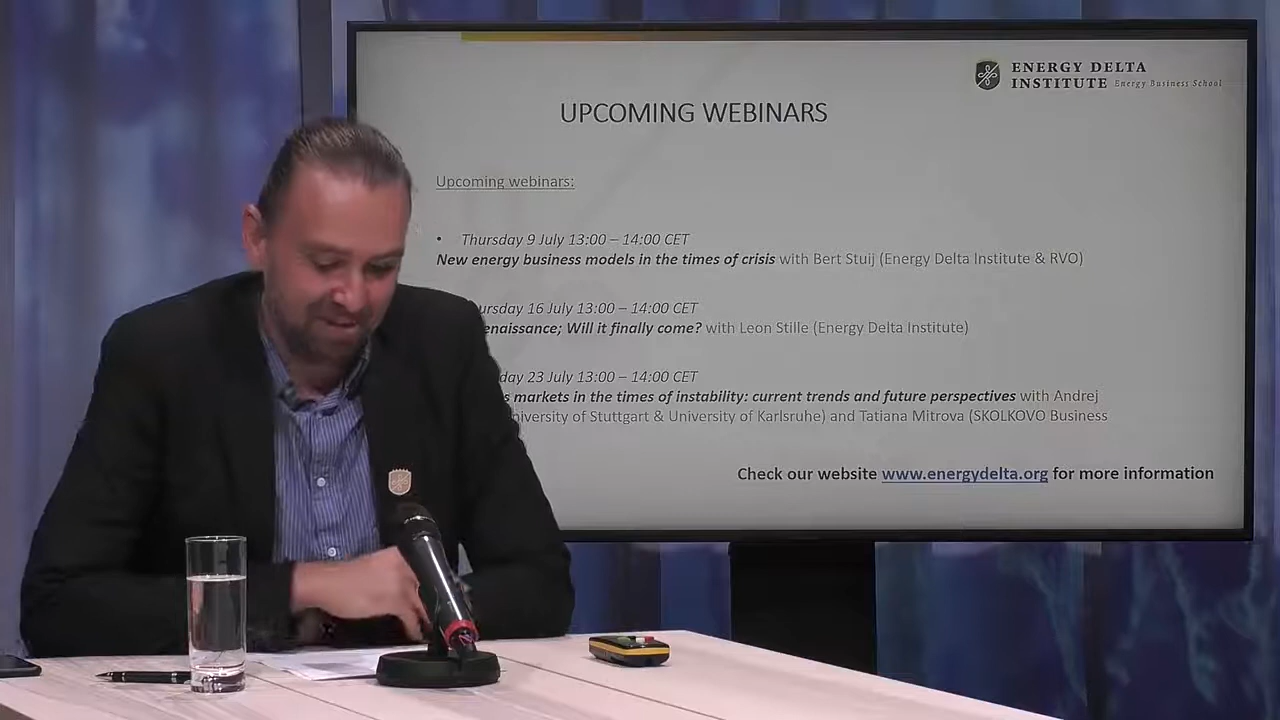 ENERGY DELTA
INSTITUTE Energy Business School
UPCOMING WEBINARS
Upcoming webinars:
• Thursday 9 July 13:00 – 14:00 CET
New energy business models in the times of crisis with Bert Stuij (Energy Delta Institute & RVO)
16 July 13:00 – 14:00 CET
Will it finally come? with Leon Stille (Energy Delta Institute)
23 July 13:00 – 14:00 CET
markets in the times of instability: current trends and future perspectives with Andrej
of Stuttgart & University of Karlsruhe) and Tatiana Mitrova (SKOLKOVO Business
Check our website www.energydelta.org for more information